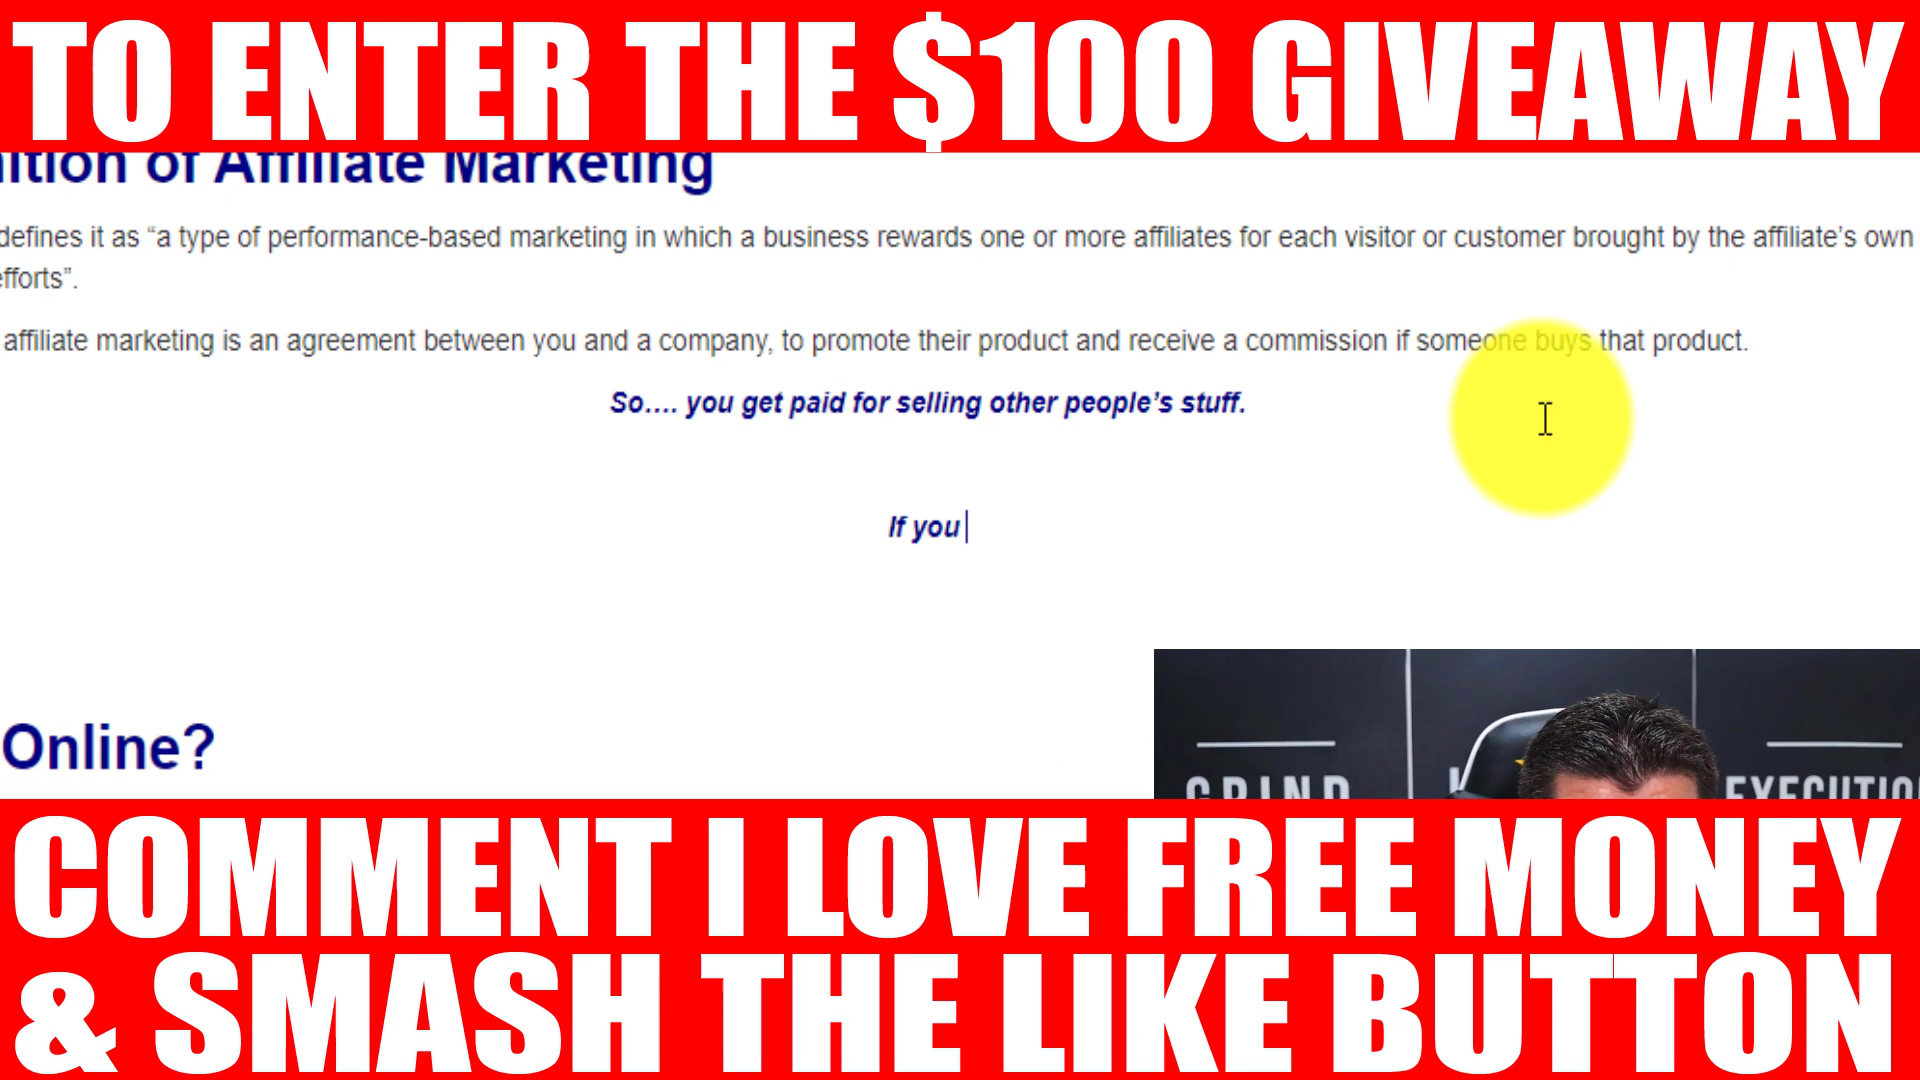 TO ENTER THE $100 GIVEAWAY
nition of Affiliate Marketing
defines it as “a type of performance-based marketing in which a business rewards one or more affiliates for each visitor or customer brought by the affiliate’s own
efforts”.
affiliate marketing is an agreement between you and a company, to promote their product and receive a commission if someone buys that product.
So.... you get paid for selling other people’s stuff.
If you
Online?
GRIND
EXECUTIO
COMMENT I LOVE FREE MONEY
& SMASH THE LIKE BUTTON